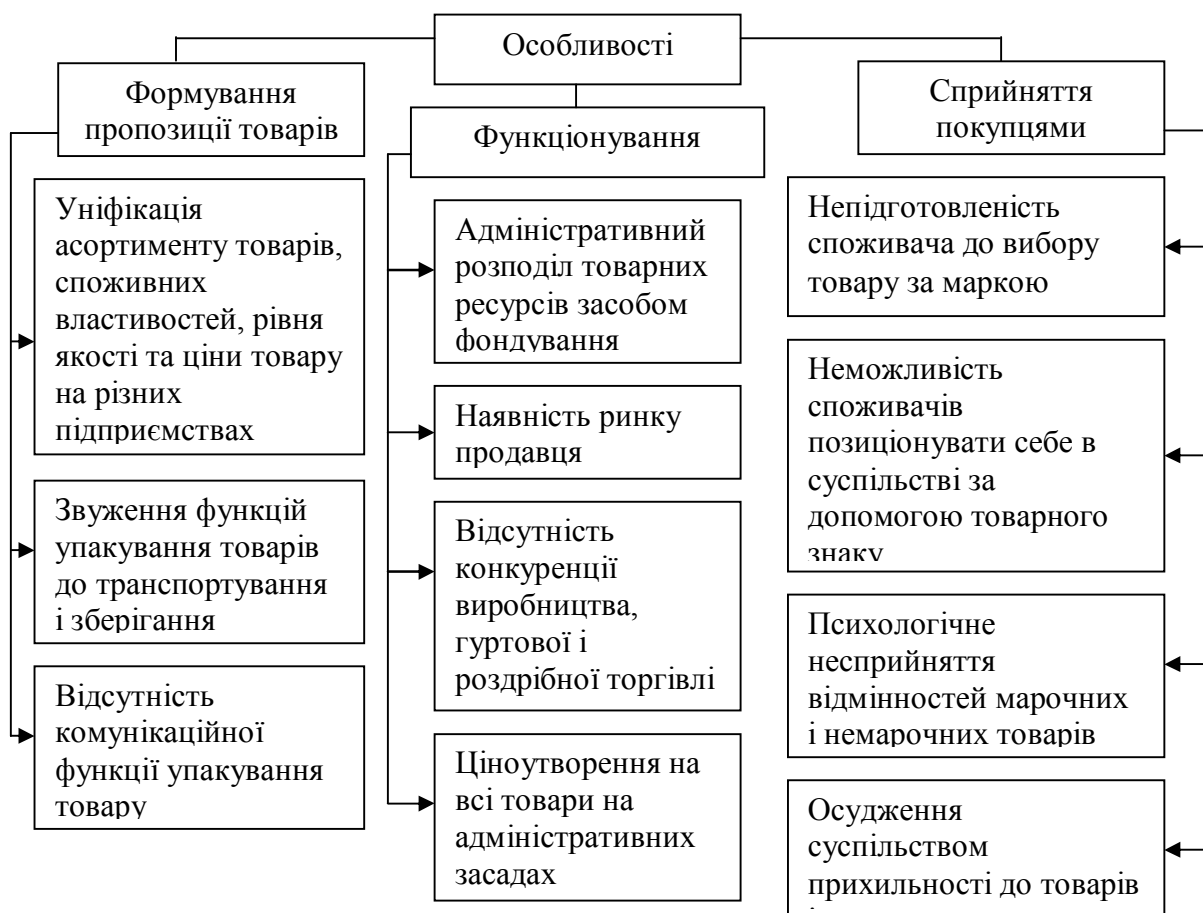 Особливості
Формування
пропозиції товарів
Уніфікація
асортименту товарів,
споживних
властивостей, рівня
якості та ціни товару
на різних
підприємствах
Звуження функцій
упакування товарів
до транспортування
і зберігання
Відсутність
комунікаційної
функції упакування
товару
Функціонування
Адміністративний
розподіл товарних
ресурсів засобом
фондування
Наявність ринку
продавця
Відсутність
конкуренції
виробництва,
гуртової і
роздрібної торгівлі
Ціноутворення на
всі товари на
адміністративних
засадах
Сприйняття
покупцями
Непідготовленість
споживача до вибору
товару за маркою
Неможливість
споживачів
позиціонувати себе в
суспільстві за
допомогою товарного
знаку
Психологічне
несприйняття
відмінностей марочних
і немарочних товарів
Осудження
суспільством
прихильності до товарів